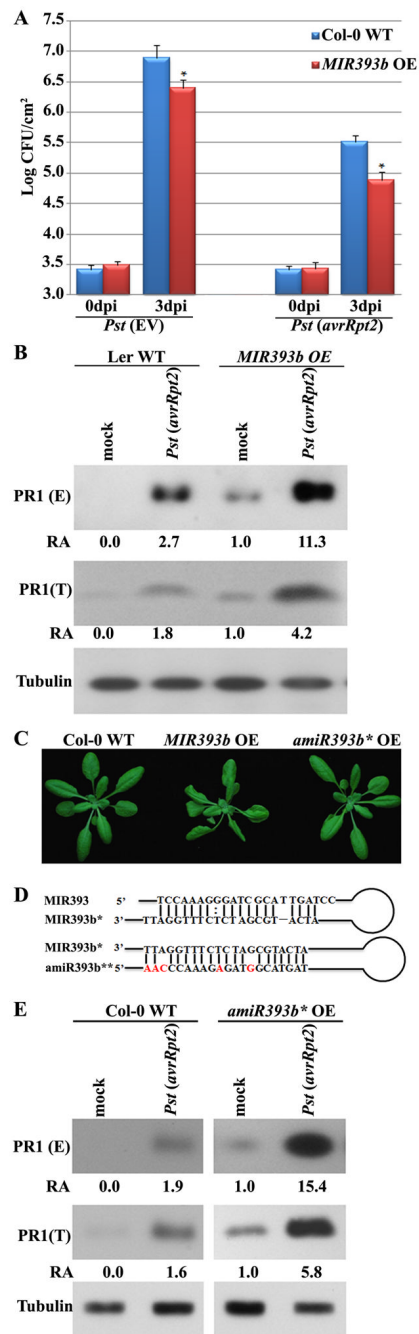 A
7.5
7.0
6.5
6.0
5.5
5.0
4.5
4.0
3.5
3.0
Log CFU/cm²
Col-0 WT
MIR393b OE
*
*
0dpi 3dpi 0dpi 3dpi
Pst (EV) Pst (avrRpt2)
B
Ler WT MIR393b OE
mock Pst (avrRpt2) mock Pst (avrRpt2)
PR1 (E)
RA 0.0 2.7 1.0 11.3
PR1(T)
RA 0.0 1.8 1.0 4.2
Tubulin
C
Col-0 WT MIR393b OE amiR393b* OE
D
MIR393 5' TCCAAAGGGATCGCATTGATCC
MIR393b* 3' TTAGGTTTCTCTAGCGT–ACTA
MIR393b* 3' TTAGGTTTCTCTAGCGTACTA
amiR393b** 5' AACCCAAAGAGATGGCATGAT
E
Col-0 WT amiR393b* OE
mock Pst (avrRpt2) mock Pst (avrRpt2)
PR1 (E)
RA 0.0 1.9 1.0 15.4
PR1(T)
RA 0.0 1.6 1.0 5.8
Tubulin